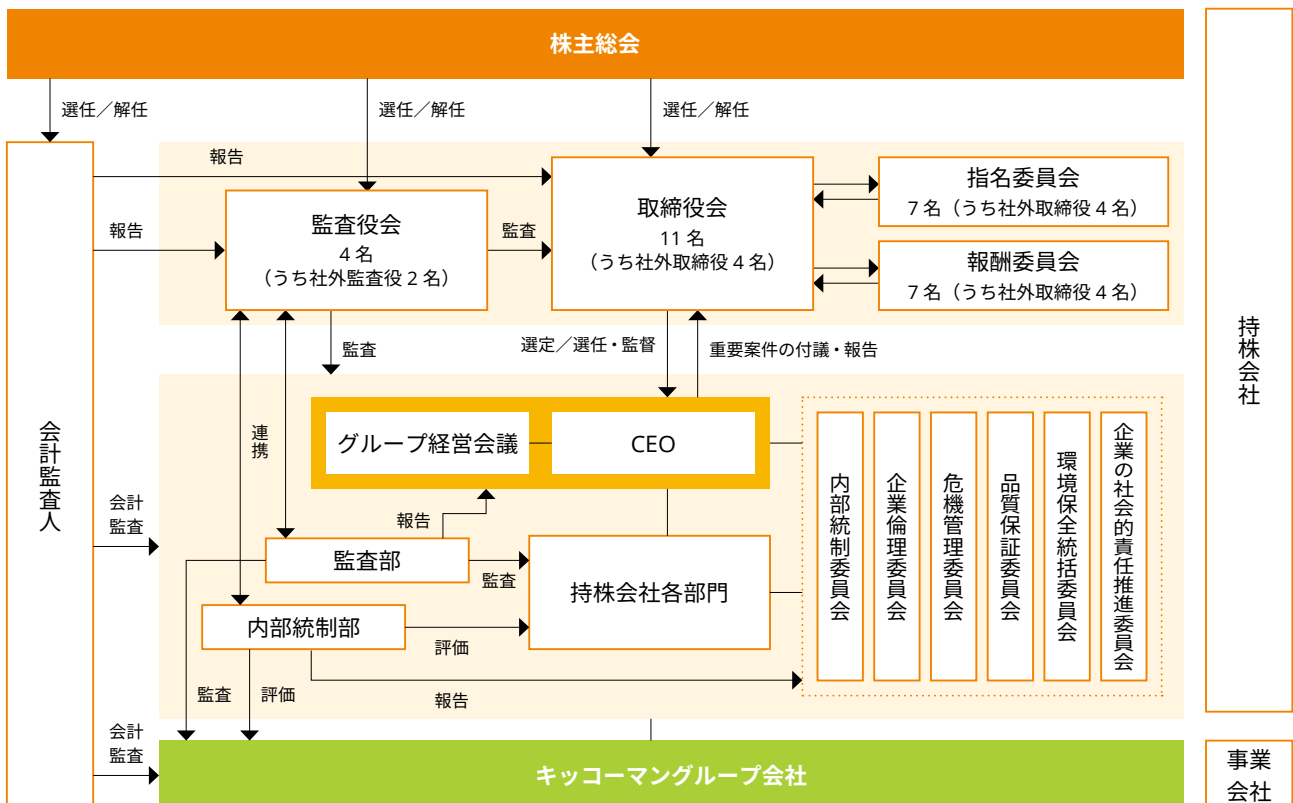 株主総会
選任／解任
選任／解任
選任／解任
報告
報告
監査役会
4 名
（うち社外監査役 2 名）
監査
取締役会
11 名
（うち社外取締役 4 名）
指名委員会
7 名（うち社外取締役 4 名）
報酬委員会
7 名（うち社外取締役 4 名）
監査
選定／選任・監督
重要案件の付議・報告
会計監査人
連携
グループ経営会議
CEO
報告
会計
監査
監査部
監査
持株会社各部門
内部統制部
評価
監査
評価
報告
内部統制委員会
企業倫理委員会
危機管理委員会
品質保証委員会
環境保全統括委員会
企業の社会的責任推進委員会
会計
監査
キッコーマングループ会社
持株会社
事業
会社